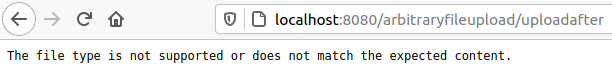 localhost:8080/arbitraryfileupload/uploadafter
The file type is not supported or does not match the expected content.